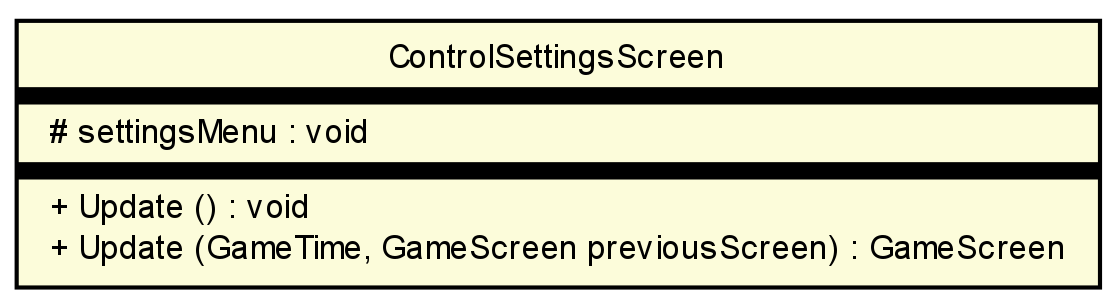 ControlSettingsScreen
# settingsMenu : void
+ Update () : void
+ Update (GameTime, GameScreen previousScreen) : GameScreen